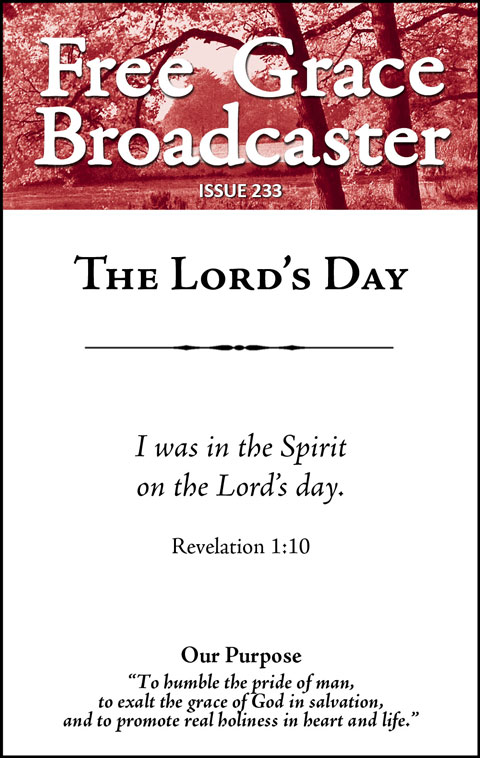 Free Grace
Broadcaster
ISSUE 233
The Lord’s Day
I was in the Spirit
on the Lord’s day.
Revelation 1:10
Our Purpose
“To humble the pride of man,
to exalt the grace of God in salvation,
and to promote real holiness in heart and life.”